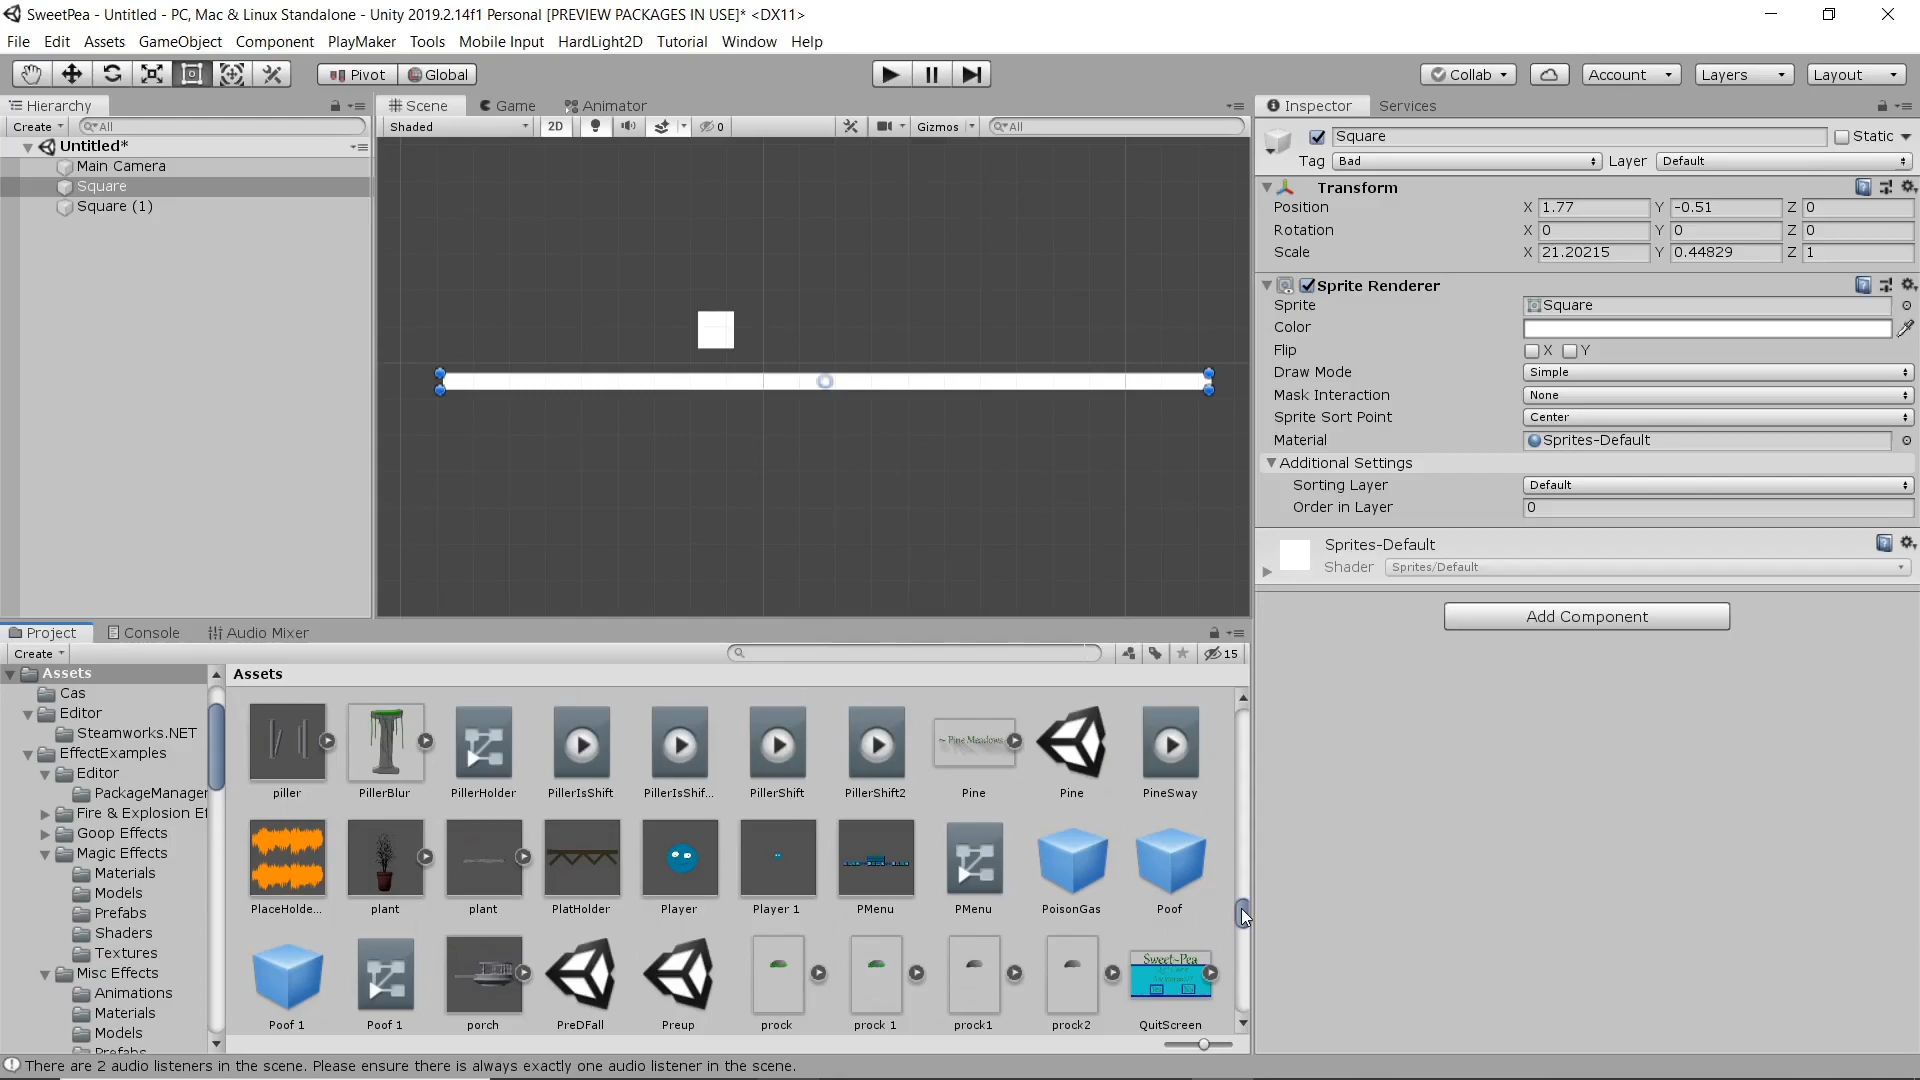 SweetPea - Untitled - PC, Mac & Linux Standalone - Unity 2019.2.14f1 Personal [PREVIEW PACKAGES IN USE]* <DX11>
File Edit Assets GameObject Component PlayMaker Tools Mobile Input HardLight2D Tutorial Window Help
Pivot Global Collab Account Layers Layout
Hierarchy Scene Game Animator Inspector Services
Create All Shaded 2D 0 Gizmos All Square Static
Untitled*
Main Camera
Square
Square (1)
Tag Bad Layer Default
Transform
Position X 1.77 Y -0.51 Z 0
Rotation X 0 Y 0 Z 0
Scale X 21.20215 Y 0.44829 Z 1
Sprite Renderer
Sprite Square
Color
Flip X Y
Draw Mode Simple
Mask Interaction None
Sprite Sort Point Center
Material Sprites-Default
Additional Settings
Sorting Layer Default
Order in Layer 0
Sprites-Default
Shader Sprites/Default
Add Component
Project Console Audio Mixer
Create 15
Assets
Cas
Editor
Steamworks.NET
EffectExamples
Editor
PackageManager
Fire & Explosion Ef
Goop Effects
Magic Effects
Materials
Models
Prefabs
Shaders
Textures
Misc Effects
Animations
Materials
Models
Prefabs
Assets
~ Pine Meadows
piller PillerBlur PillerHolder PillerIsShift PillerIsShif... PillerShift PillerShift2 Pine Pine PineSway
PlaceHolde... plant plant PlatHolder Player Player 1 PMenu PMenu PoisonGas Poof
Sweet~Pea
Poof 1 Poof 1 porch PreDFall Preup prock prock 1 prock1 prock2 QuitScreen
There are 2 audio listeners in the scene. Please ensure there is always exactly one audio listener in the scene.